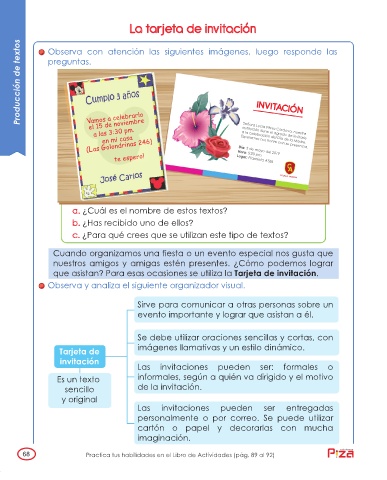 La tarjeta de invitación
Producción de textos
Observa con atención las siguientes imágenes, luego responde las
preguntas.
Cumplo 3 años
Vamos a celebrarlo
el 15 de noviembre
a las 3:30 pm.
en mi casa
(Las Golondrinas 246)
te espero!
José Carlos
INVITACIÓN
a. ¿Cuál es el nombre de estos textos?
b. ¿Has recibido uno de ellos?
c. ¿Para qué crees que se utilizan este tipo de textos?
Cuando organizamos una fiesta o un evento especial nos gusta que
nuestros amigos y amigas estén presentes. ¿Cómo podemos lograr
que asistan? Para esas ocasiones se utiliza la Tarjeta de invitación.
Observa y analiza el siguiente organizador visual.
Tarjeta de
invitación
Es un texto
sencillo
y original
Sirve para comunicar a otras personas sobre un
evento importante y lograr que asistan a él.
Se debe utilizar oraciones sencillas y cortas, con
imágenes llamativas y un estilo dinámico.
Las invitaciones pueden ser: formales o
informales, según a quién va dirigido y el motivo
de la invitación.
Las invitaciones pueden ser entregadas
personalmente o por correo. Se puede utilizar
cartón o papel y decorarlas con mucha
imaginación.
68
Practica tus habilidades en el Libro de Actividades (pág. 89 al 92)